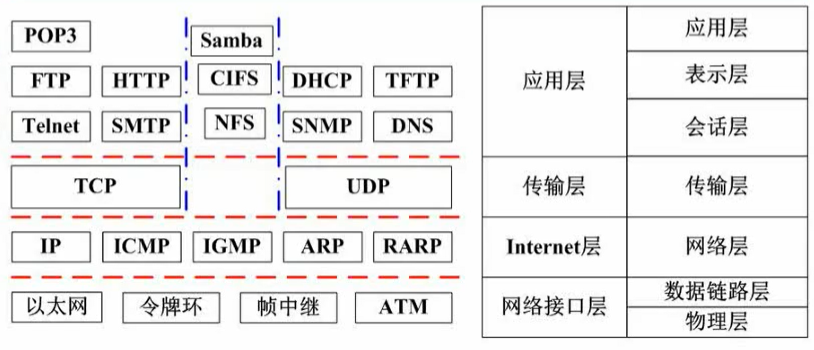 POP3
Samba
FTP HTTP CIFS DHCP TFTP
Telnet SMTP NFS SNMP DNS
TCP UDP
IP ICMP IGMP ARP RARP
以太网 令牌环 帧中继 ATM
应用层 应用层
表示层
会话层
传输层 传输层
Internet层 网络层
网络接口层 数据链路层
物理层